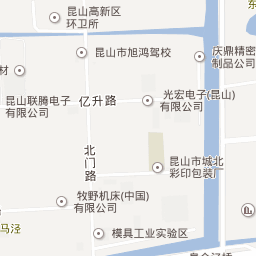 昆山高新区
环卫所
昆山市旭鸿驾校
庆鼎精密
制品公司
材
昆山联腾电子
有限公司
亿升路
光宏电子(昆山)
有限公司
北门路
昆山市城北
彩印包装厂
牧野机床(中国)
有限公司
马泾
模具工业实验区